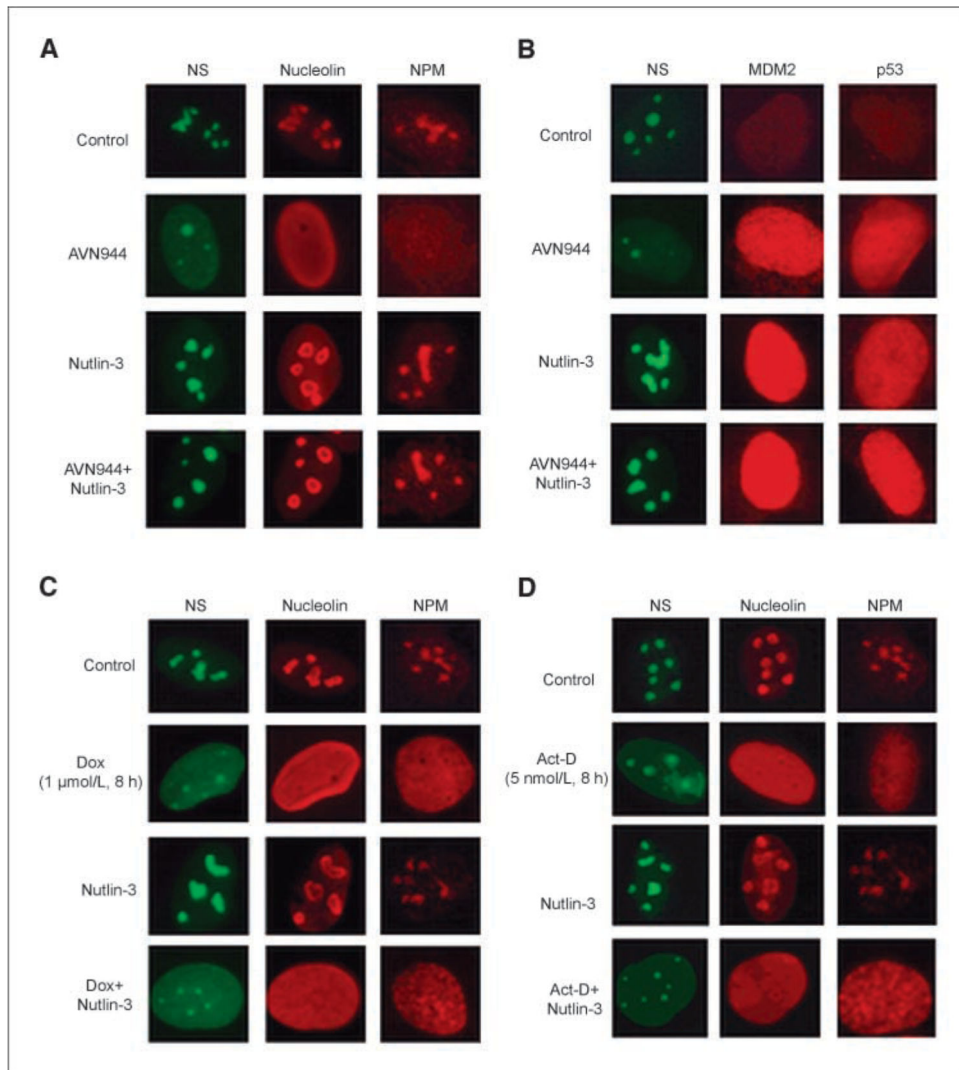 A
NS Nucleolin NPM
Control
AVN944
Nutlin-3
AVN944+
Nutlin-3
B
NS MDM2 p53
Control
AVN944
Nutlin-3
AVN944+
Nutlin-3
C
NS Nucleolin NPM
Control
Dox
(1 µmol/L, 8 h)
Nutlin-3
Dox+
Nutlin-3
D
NS Nucleolin NPM
Control
Act-D
(5 nmol/L, 8 h)
Nutlin-3
Act-D+
Nutlin-3